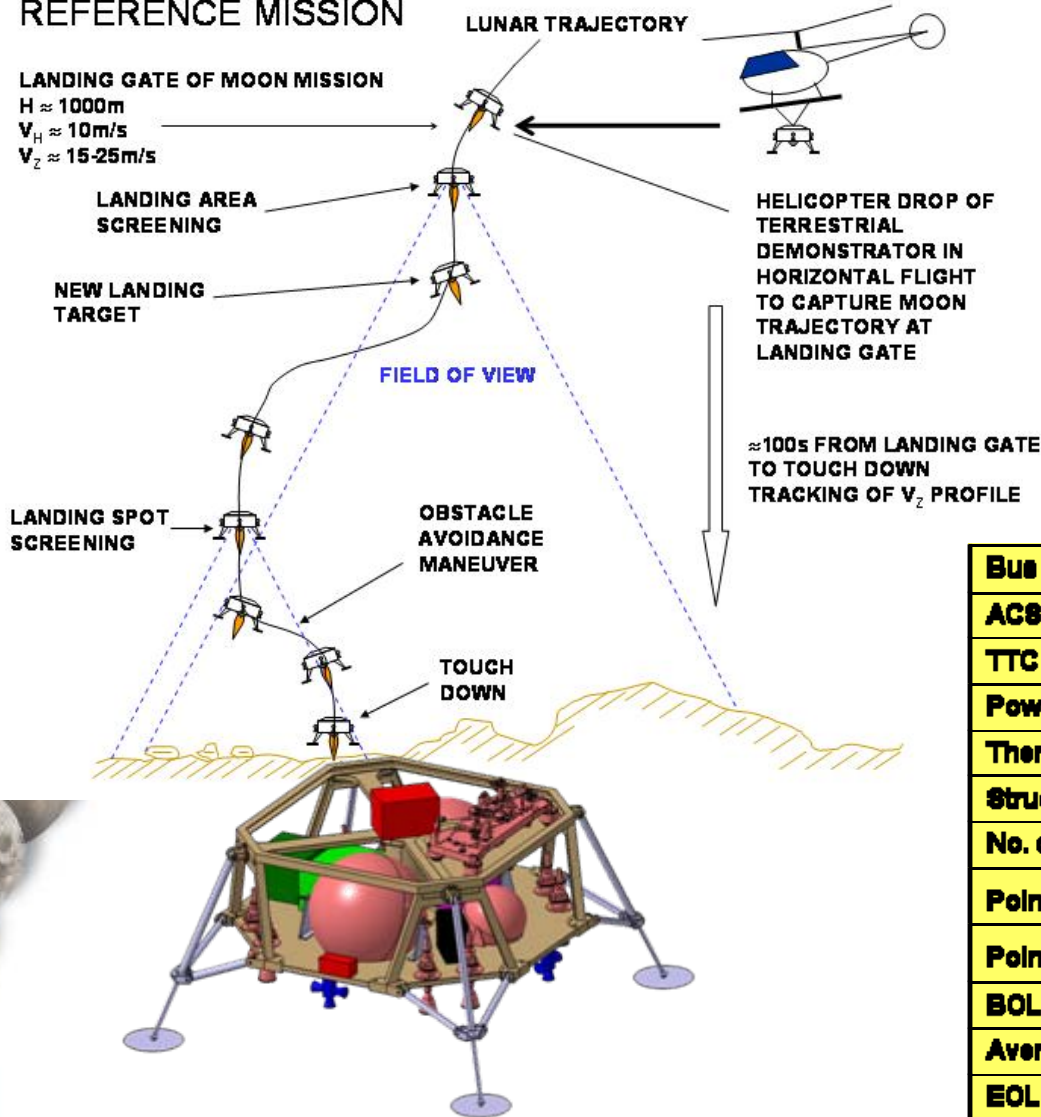 REFERENCE MISSION
LUNAR TRAJECTORY
LANDING GATE OF MOON MISSION
H ≈ 1000m
V_H ≈ 10m/s
V_Z ≈ 15-25m/s
LANDING AREA
SCREENING
HELICOPTER DROP OF
TERRESTRIAL
DEMONSTRATOR IN
HORIZONTAL FLIGHT
TO CAPTURE MOON
TRAJECTORY AT
LANDING GATE
NEW LANDING
TARGET
FIELD OF VIEW
≈100s FROM LANDING GATE
TO TOUCH DOWN
TRACKING OF V_Z PROFILE
LANDING SPOT
SCREENING
OBSTACLE
AVOIDANCE
MANEUVER
TOUCH
DOWN
Bus
ACS
TTC
No.
BOL
EOL